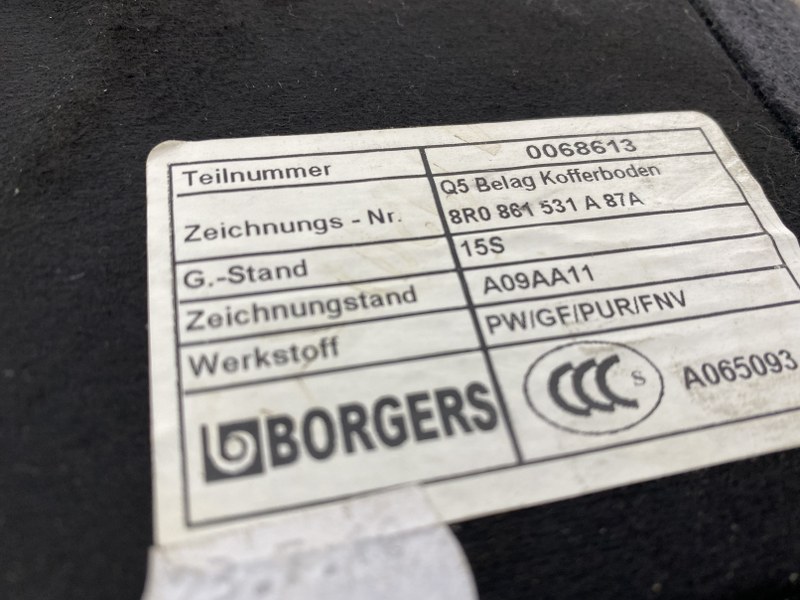 Teilnummer 0068613
Zeichnungs - Nr. Q5 Belag Kofferboden
8R0 861 531 A 87A
G.-Stand 15S
Zeichnungstand A09AA11
Werkstoff PW/GF/PUR/FNV
BORGERS CCC S A065093